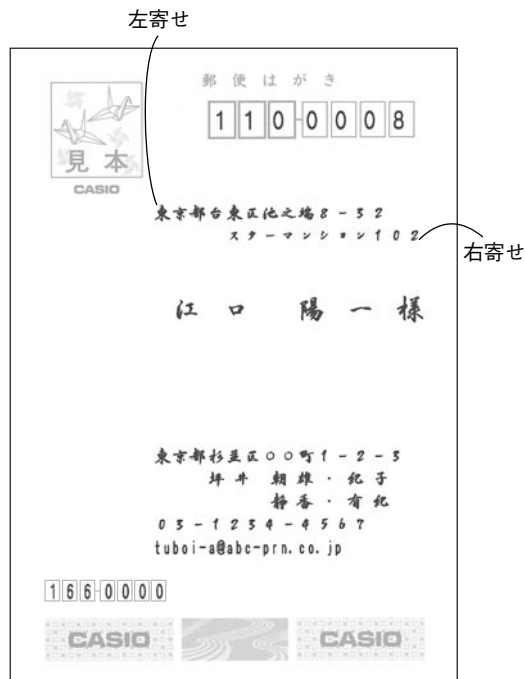 左寄せ
郵便はがき
110-0008
見本
CASIO
東京都台東区池之端8-32
スターマンション102
右寄せ
江口 陽一様
東京都杉並区○○町1-2-3
坪井 朝雄・紀子
静香・有紀
03-1234-4567
tuboi-a@abc-prn.co.jp
166-0000
CASIO CASIO